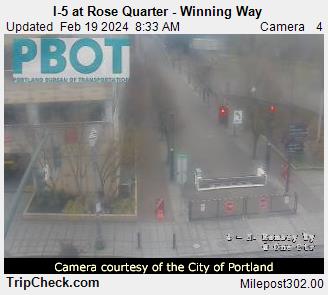 I-5 at Rose Quarter - Winning Way
Updated Feb 19 2024 8:33 AM Camera 4
PBOT
PORTLAND BUREAU OF TRANSPORTATION
Camera courtesy of the City of Portland
TripCheck.com Milepost302.00